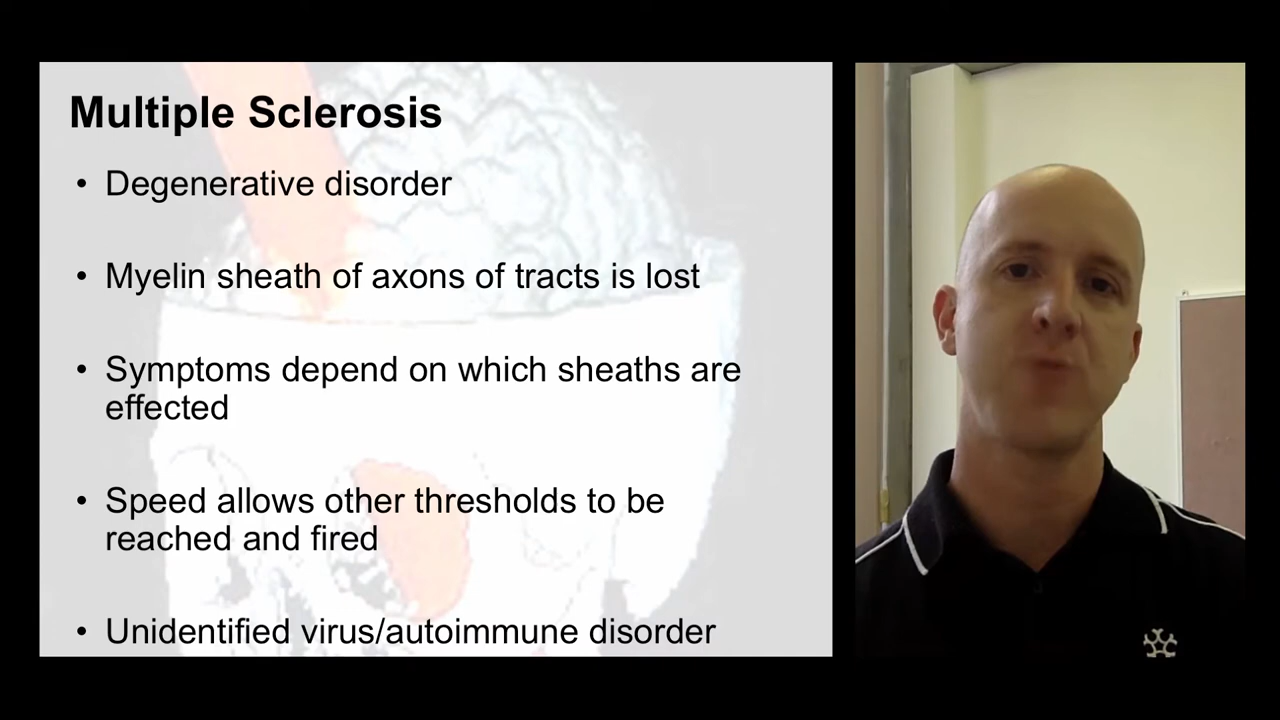 Multiple Sclerosis
• Degenerative disorder
• Myelin sheath of axons of tracts is lost
• Symptoms depend on which sheaths are
effected
• Speed allows other thresholds to be
reached and fired
• Unidentified virus/autoimmune disorder